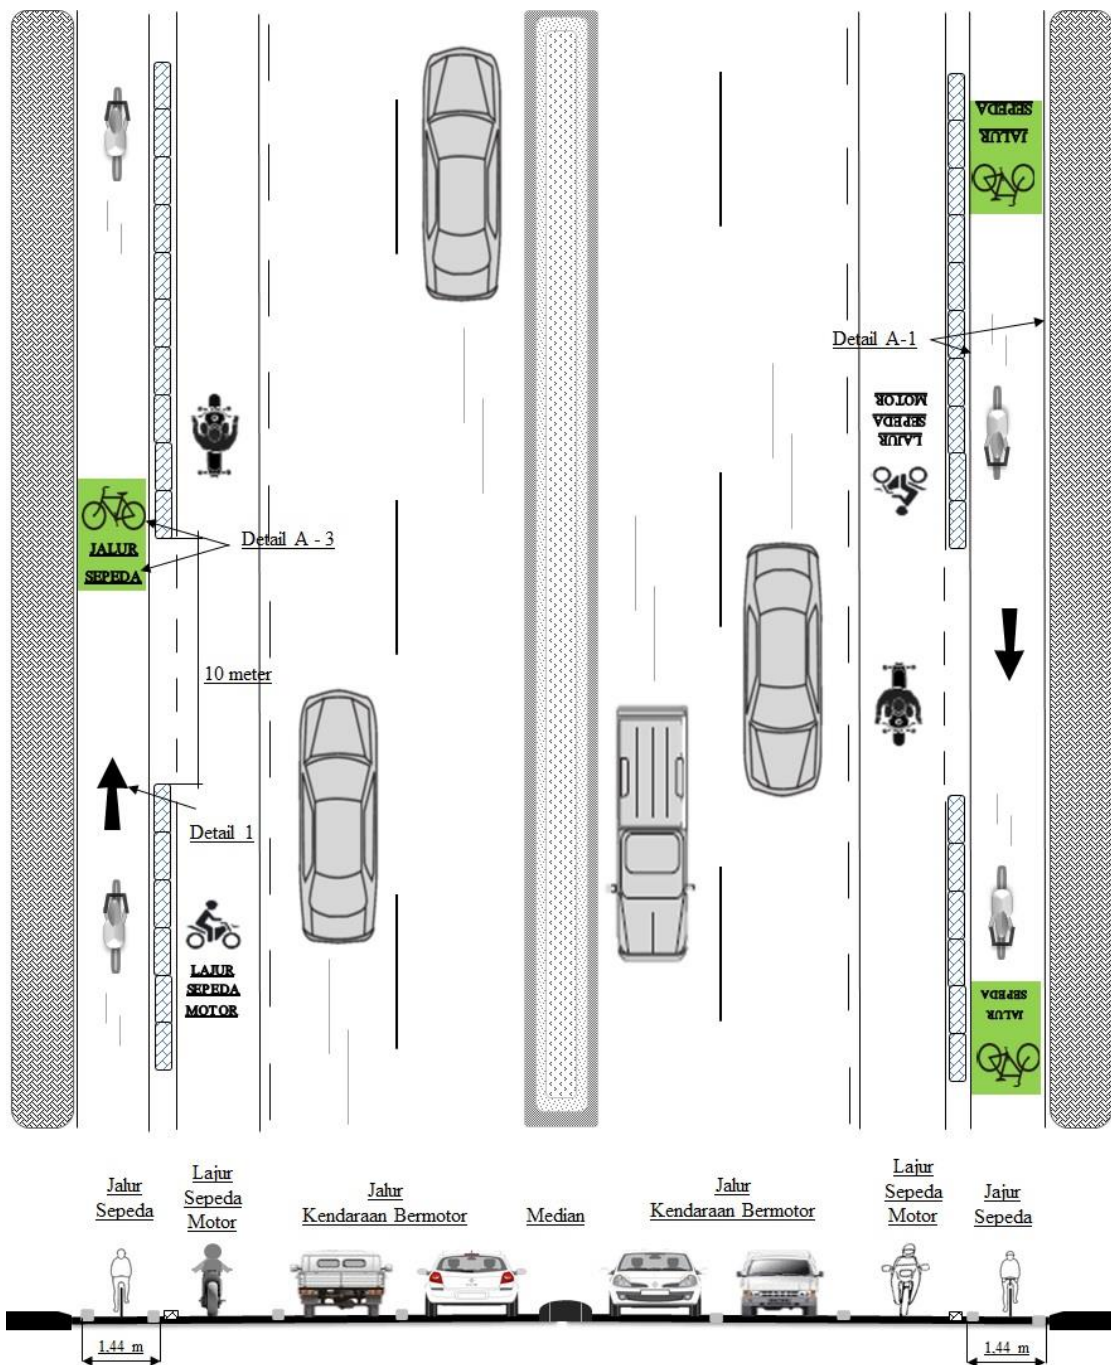 JALUR
SEPEDA
Detail A-1
LAJUR
SEPEDA
MOTOR
JALUR
SEPEDA
Detail A - 3
10 meter
Detail 1
LAJUR
SEPEDA
MOTOR
JALUR
SEPEDA
Jalur
Sepeda
Lajur
Sepeda
Motor
Jalur
Kendaraan Bermotor
Median
Jalur
Kendaraan Bermotor
Lajur
Sepeda
Motor
Jajur
Sepeda
1,44 m
1,44 m